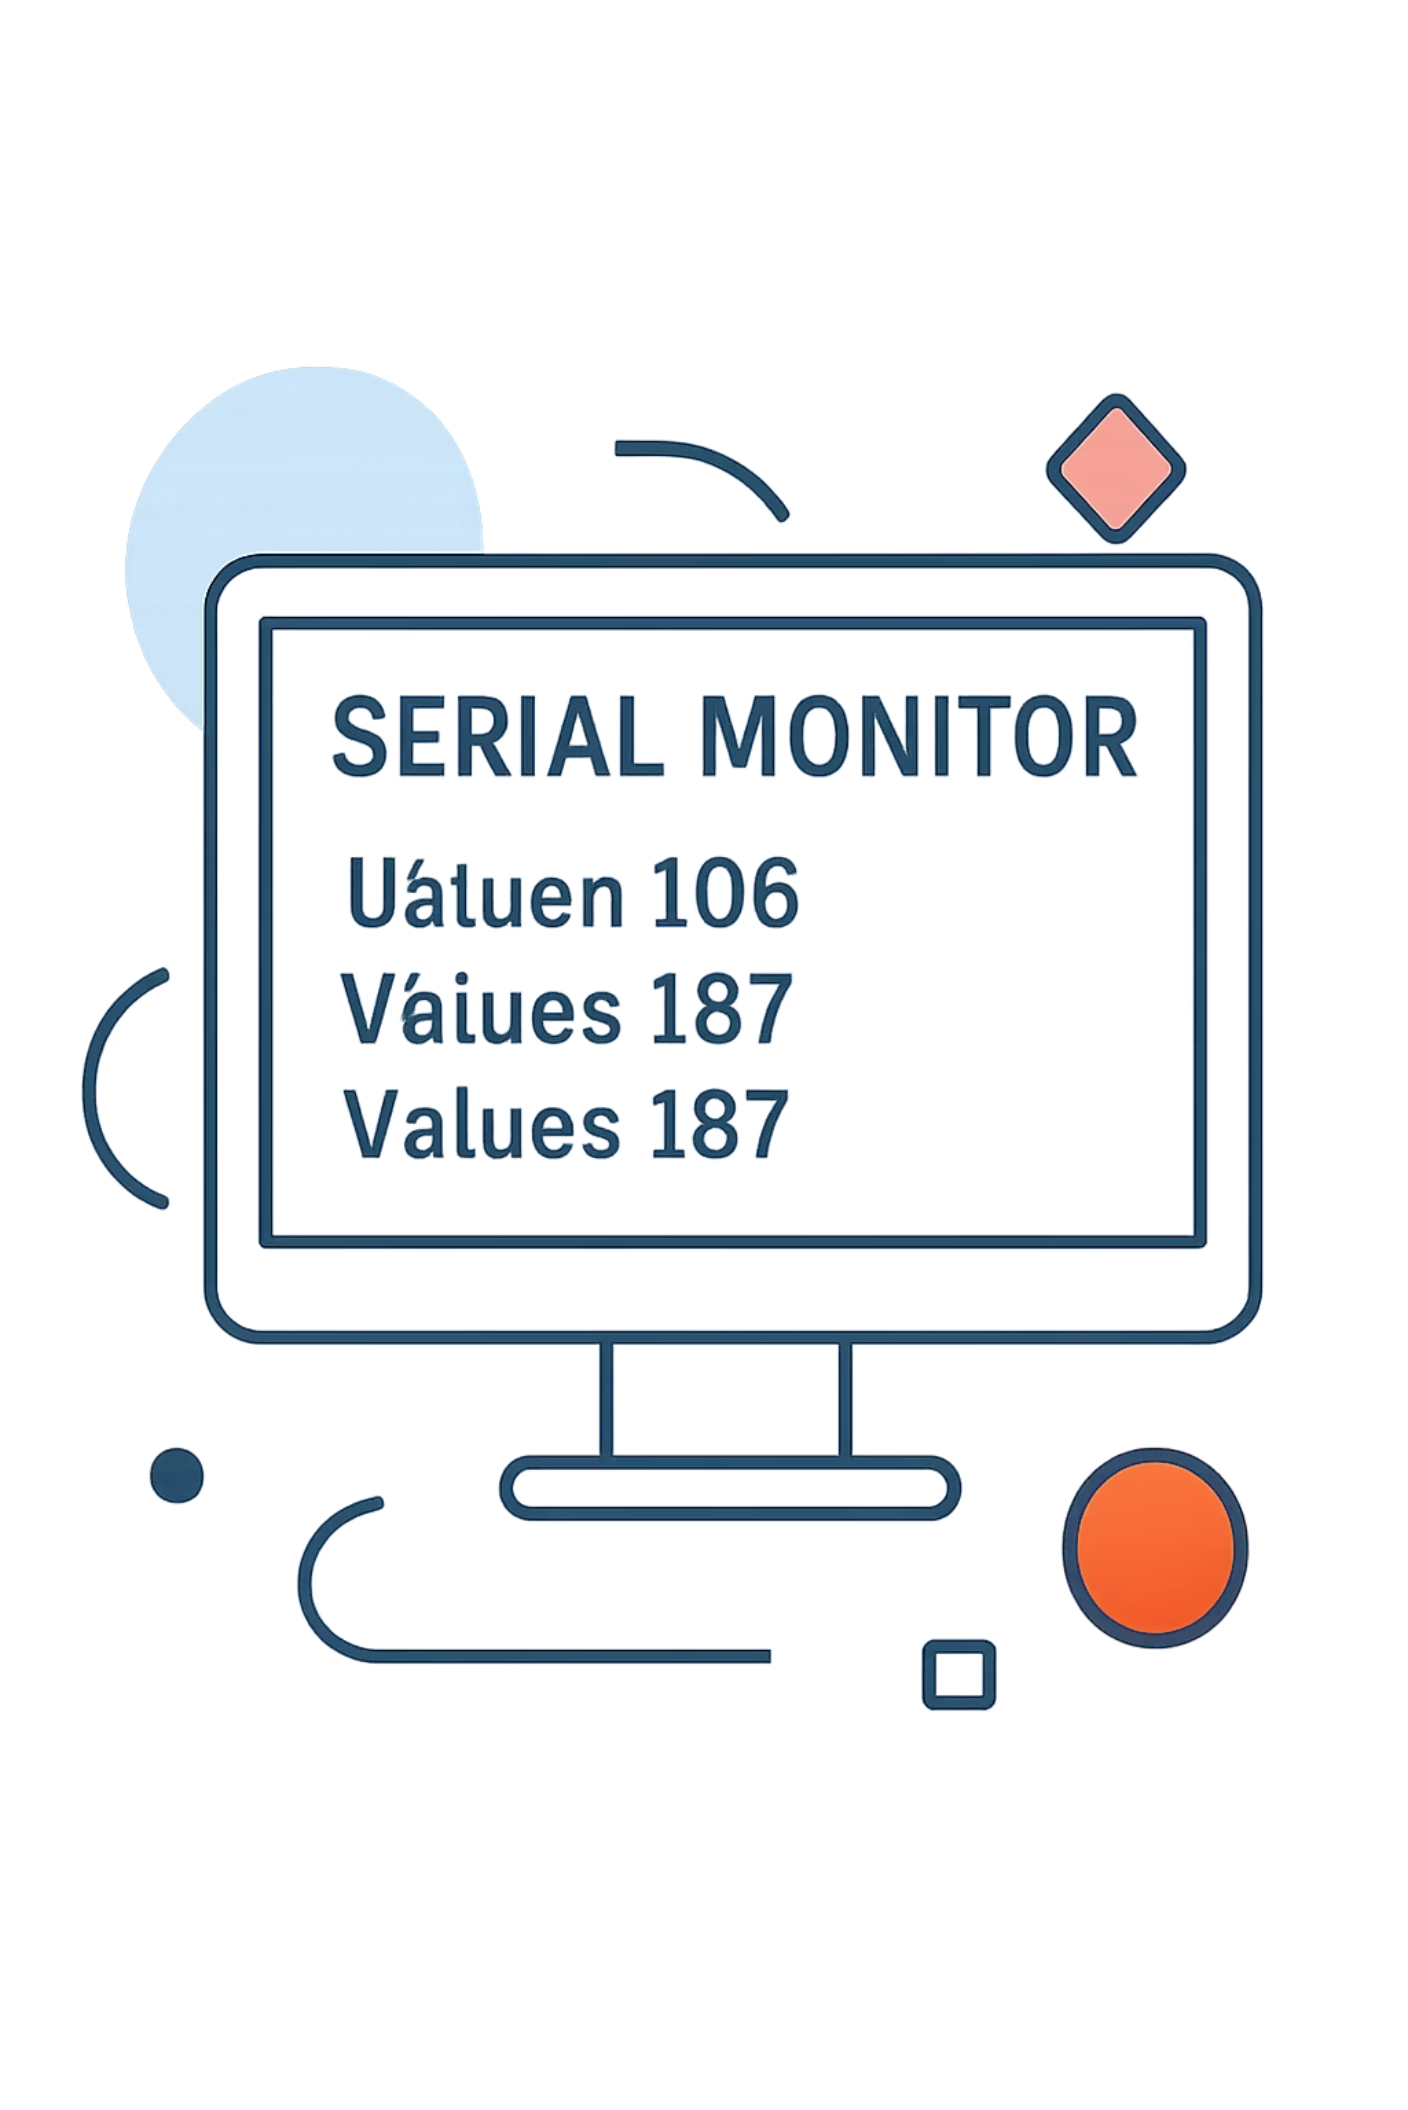 SERIAL MONITOR
Uátuen 106
Váiues 187
Values 187